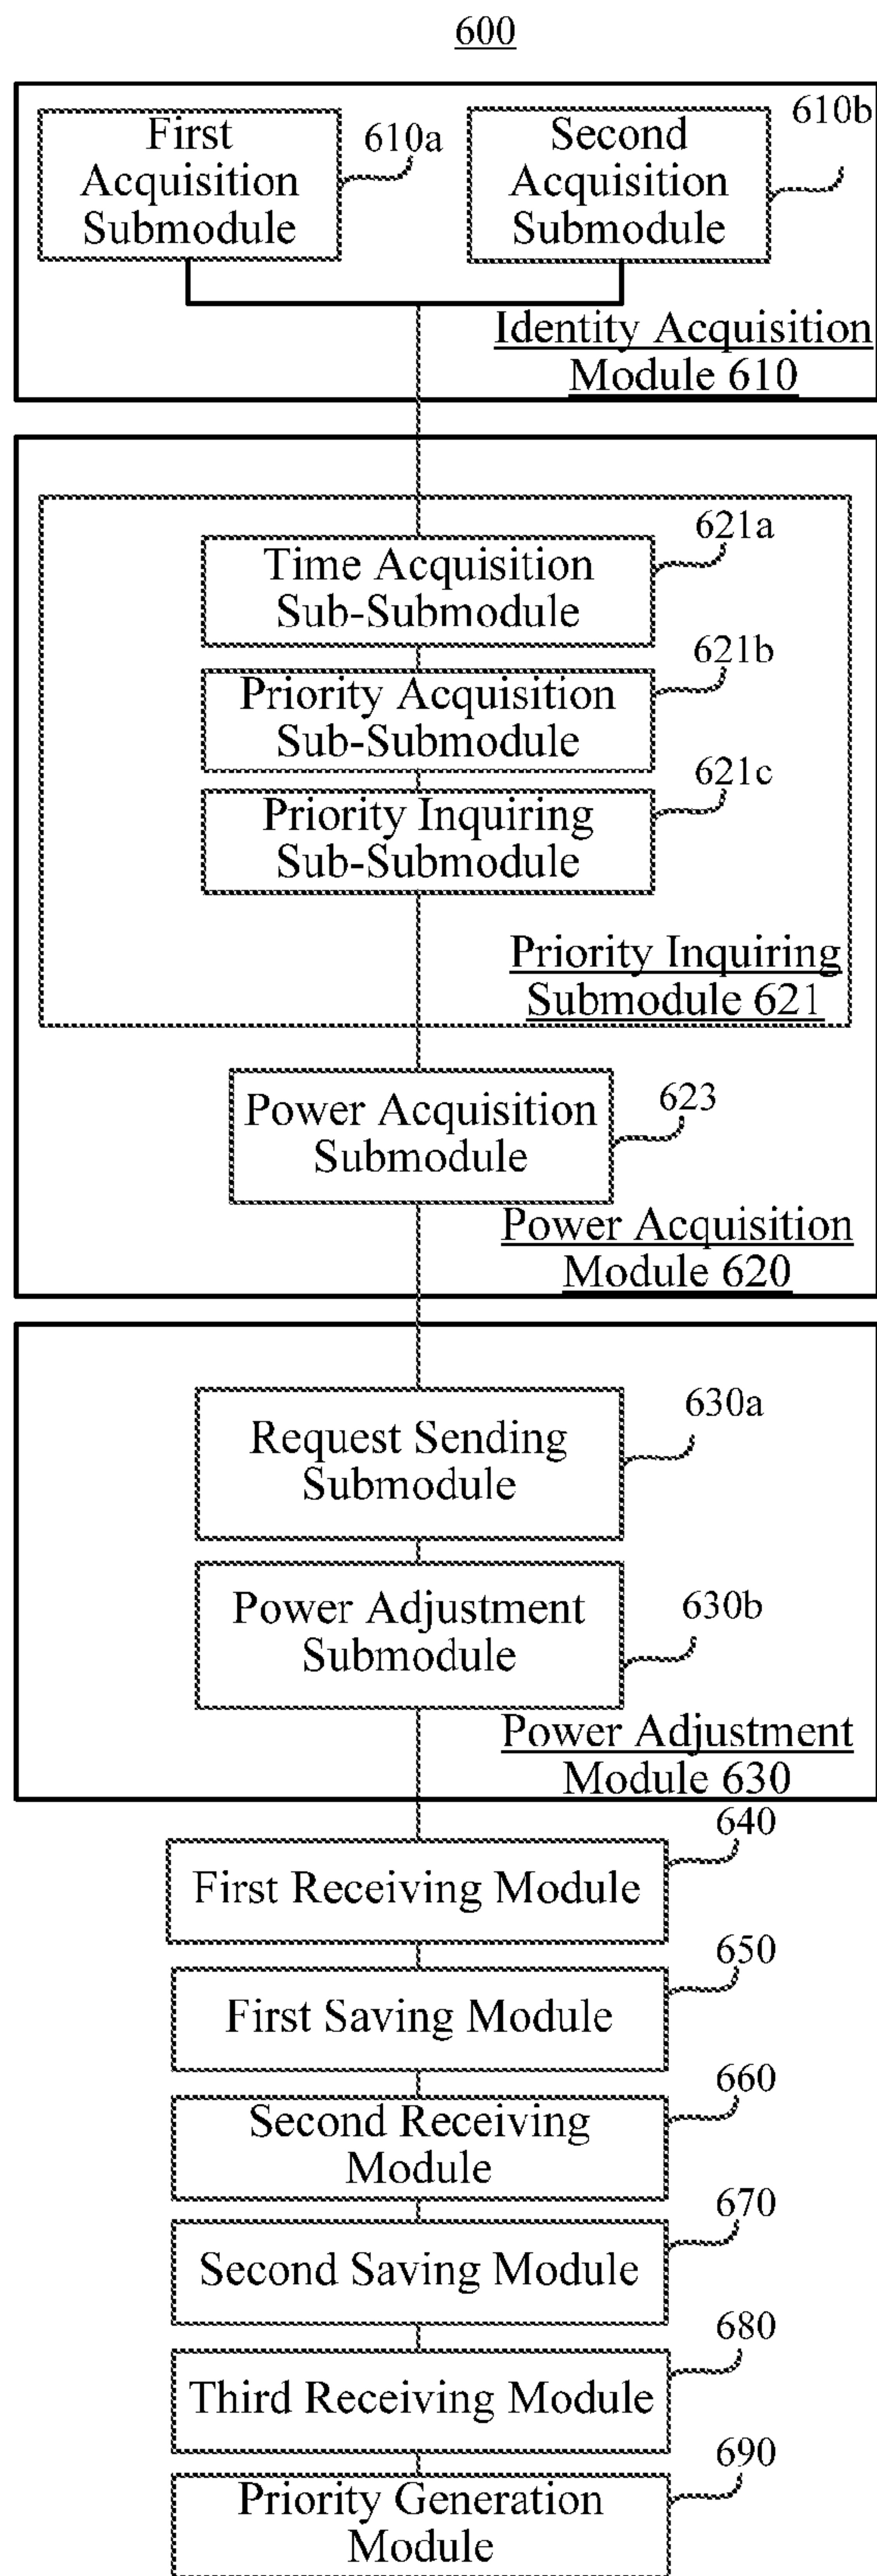 600
First
Acquisition
Submodule
610a
Second
Acquisition
Submodule
610b
Identity Acquisition
Module 610
Time Acquisition
Sub-Submodule
621a
Priority Acquisition
Sub-Submodule
621b
Priority Inquiring
Sub-Submodule
621c
Priority Inquiring
Submodule 621
Power Acquisition
Submodule
623
Power Acquisition
Module 620
Request Sending
Submodule
630a
Power Adjustment
Submodule
630b
Power Adjustment
Module 630
First Receiving Module
640
First Saving Module
650
Second Receiving
Module
660
Second Saving Module
670
Third Receiving Module
680
Priority Generation
Module
690